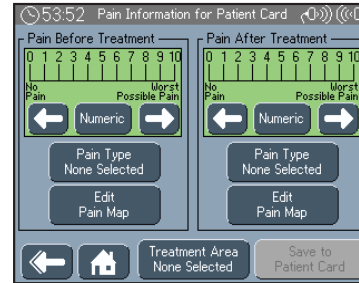 53:52 Pain Information for Patient Card
Pain Before Treatment
0 1 2 3 4 5 6 7 8 9 10
No Pain
Worst Possible Pain
Numeric
Pain Type
None Selected
Edit
Pain Map
Pain After Treatment
0 1 2 3 4 5 6 7 8 9 10
No Pain
Worst Possible Pain
Numeric
Pain Type
None Selected
Edit
Pain Map
Treatment Area
None Selected
Save to
Patient Card